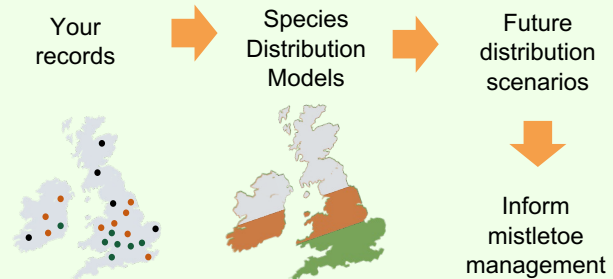 Your
records
Species
Distribution
Models
Future
distribution
scenarios
Inform
mistletoe
management